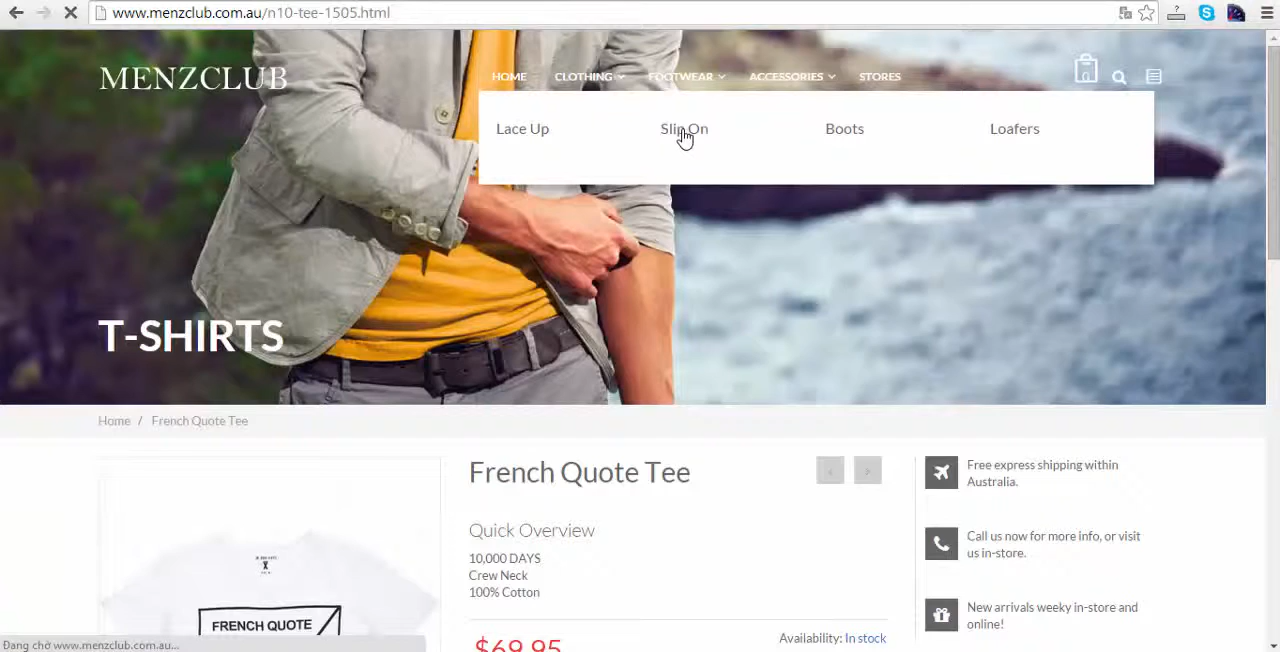 www.menzclub.com.au/n10-tee-1505.html
MENZCLUB
HOME CLOTHING FOOTWEAR ACCESSORIES STORES
0
Lace Up Slip On Boots Loafers
T-SHIRTS
Home / French Quote Tee
French Quote Tee
Quick Overview
10,000 DAYS
Crew Neck
100% Cotton
$69.95
Availability: In stock
Free express shipping within
Australia.
Call us now for more info, or visit
us in-store.
New arrivals weekly in-store and
online!
FRENCH QUOTE
Đang chờ www.menzclub.com.au...